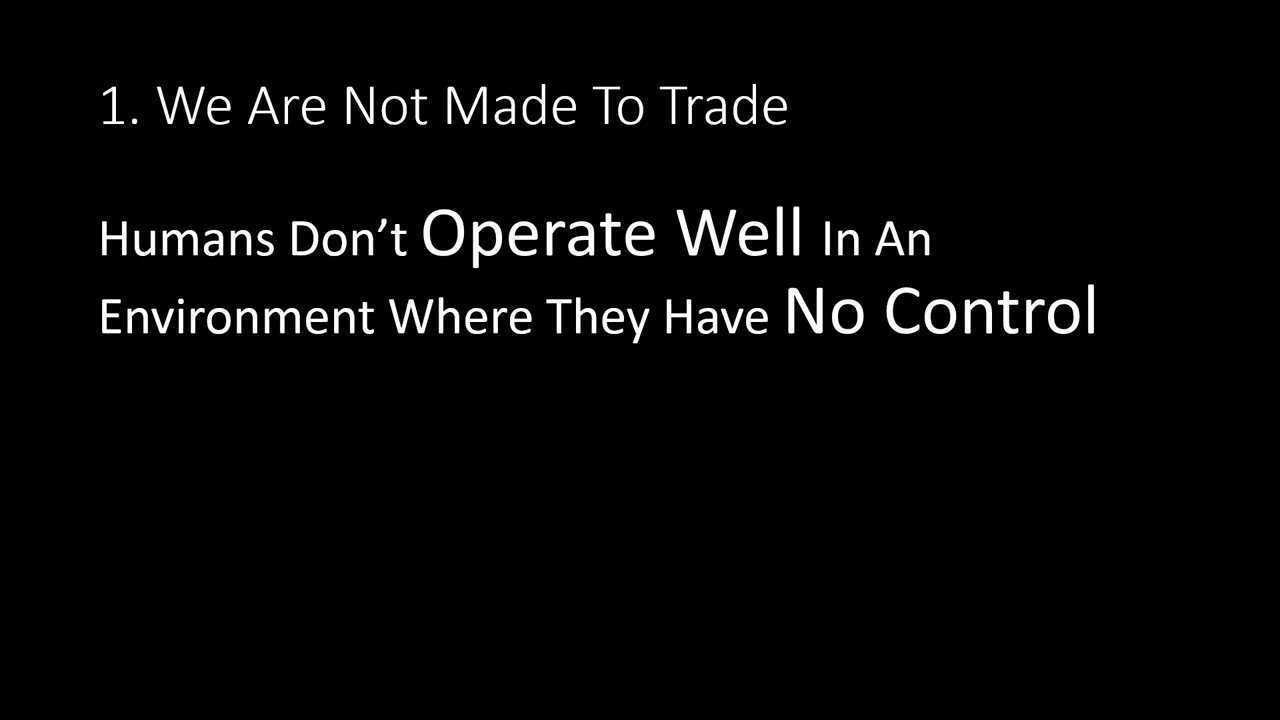 1. We Are Not Made To Trade
Humans Don’t Operate Well In An
Environment Where They Have No Control